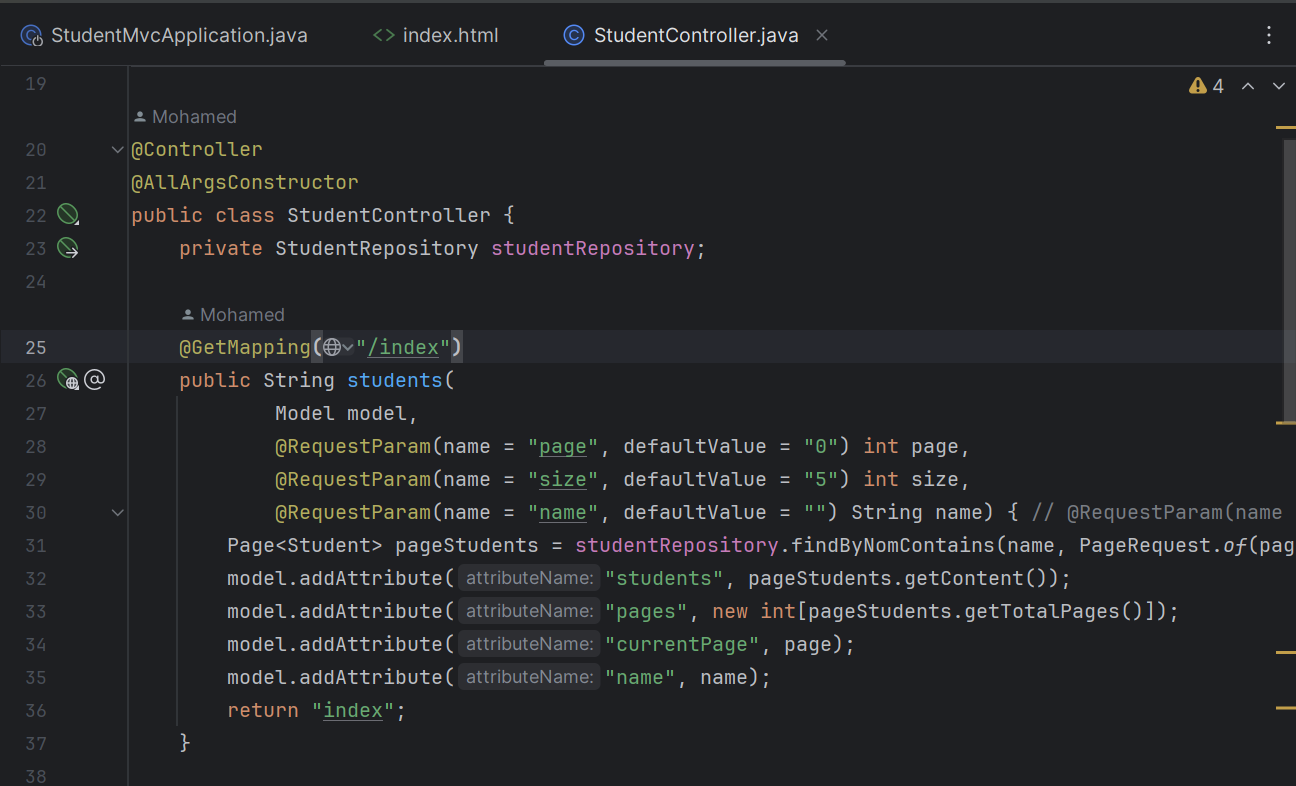 StudentMvcApplication.java <> index.html StudentController.java
19 4
Mohamed
20 @Controller
21 @AllArgsConstructor
22 public class StudentController {
23 private StudentRepository studentRepository;
24
Mohamed
25 @GetMapping("/index")
26 public String students(
27 Model model,
28 @RequestParam(name = "page", defaultValue = "0") int page,
29 @RequestParam(name = "size", defaultValue = "5") int size,
30 @RequestParam(name = "name", defaultValue = "") String name) { // @RequestParam(name
31 Page<Student> pageStudents = studentRepository.findByNomContains(name, PageRequest.of(pag
32 model.addAttribute( attributeName: "students", pageStudents.getContent());
33 model.addAttribute( attributeName: "pages", new int[pageStudents.getTotalPages()]);
34 model.addAttribute( attributeName: "currentPage", page);
35 model.addAttribute( attributeName: "name", name);
36 return "index";
37 }
38